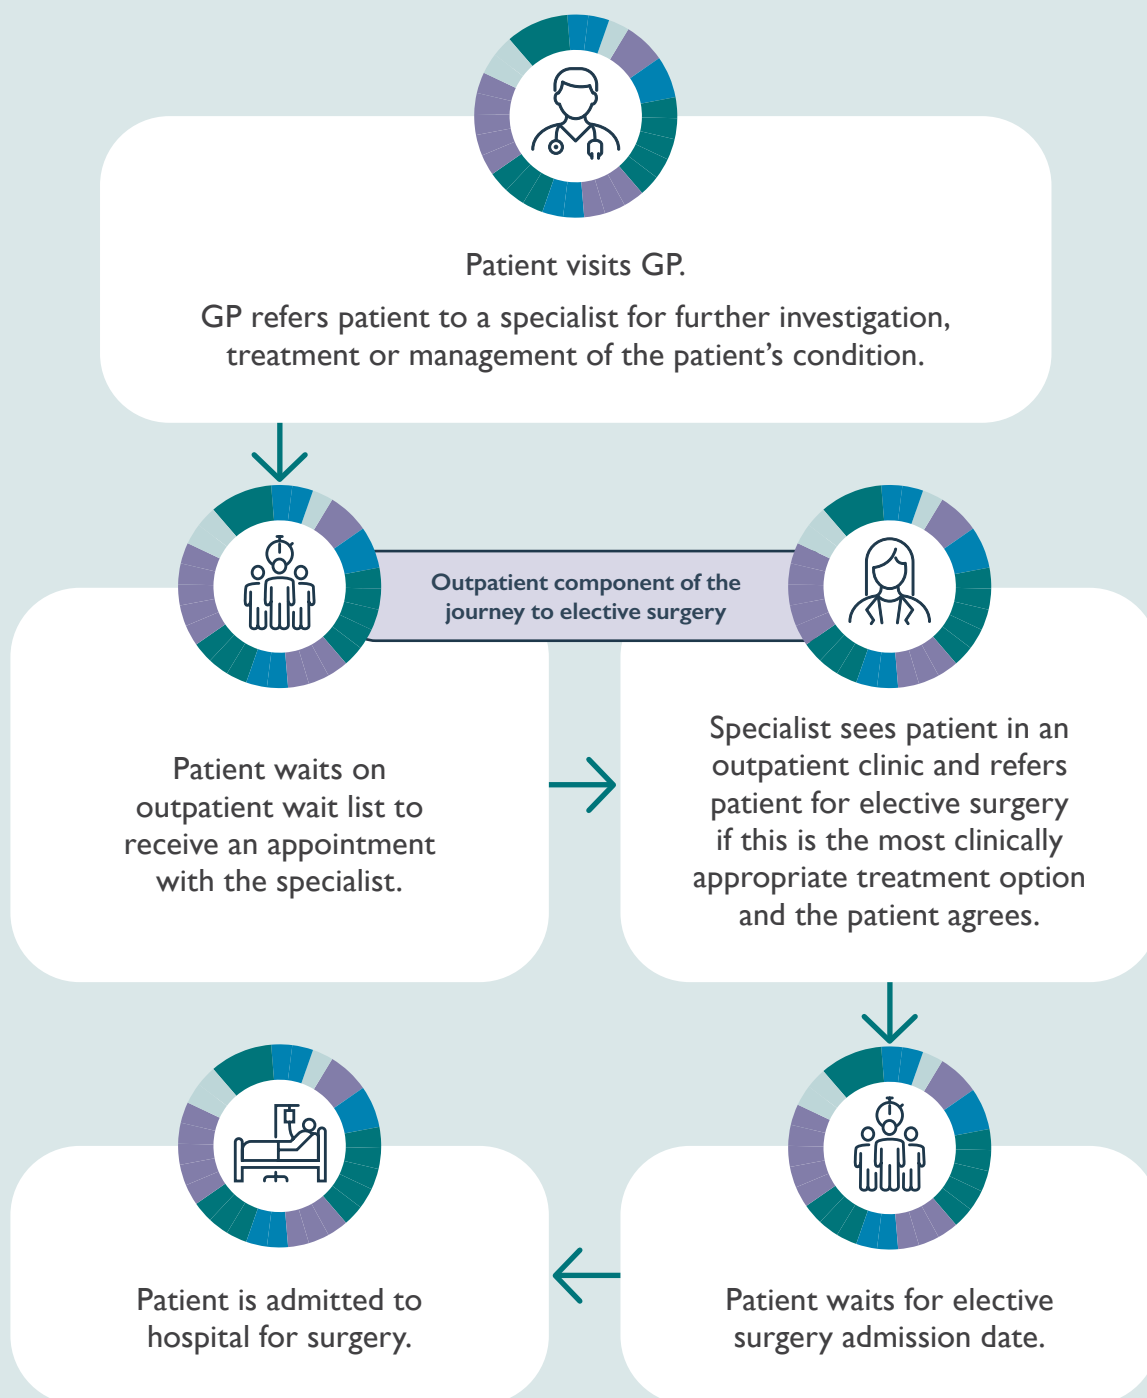 Patient visits GP.
GP refers patient to a specialist for further investigation,
treatment or management of the patient’s condition.
Outpatient component of the
journey to elective surgery
Patient waits on
outpatient wait list to
receive an appointment
with the specialist.
Specialist sees patient in an
outpatient clinic and refers
patient for elective surgery
if this is the most clinically
appropriate treatment option
and the patient agrees.
Patient waits for elective
surgery admission date.
Patient is admitted to
hospital for surgery.